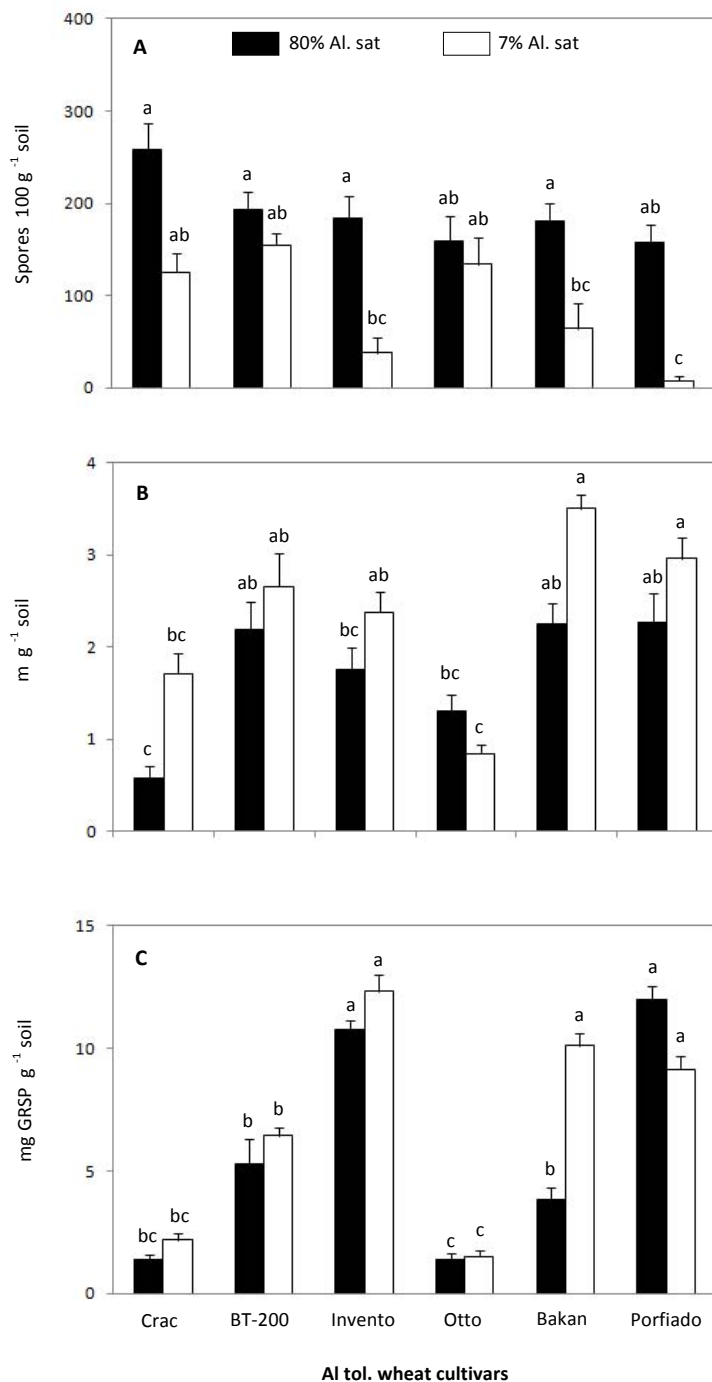 400
A
80% Al. sat
7% Al. sat
a
300
a
a
a
Spores 100 g -1 soil
200
ab
ab
ab
ab
ab
100
bc
bc
c
0
4
B
a
a
3
ab
ab
ab
ab
ab
m g -1 soil
2
bc
bc
bc
1
c
c
0
15
C
a
a
a
a
a
10
mg GRSP g -1 soil
b
b
b
5
bc
bc
c
c
0
Crac BT-200 Invento Otto Bakan Porfiado
Al tol. wheat cultivars